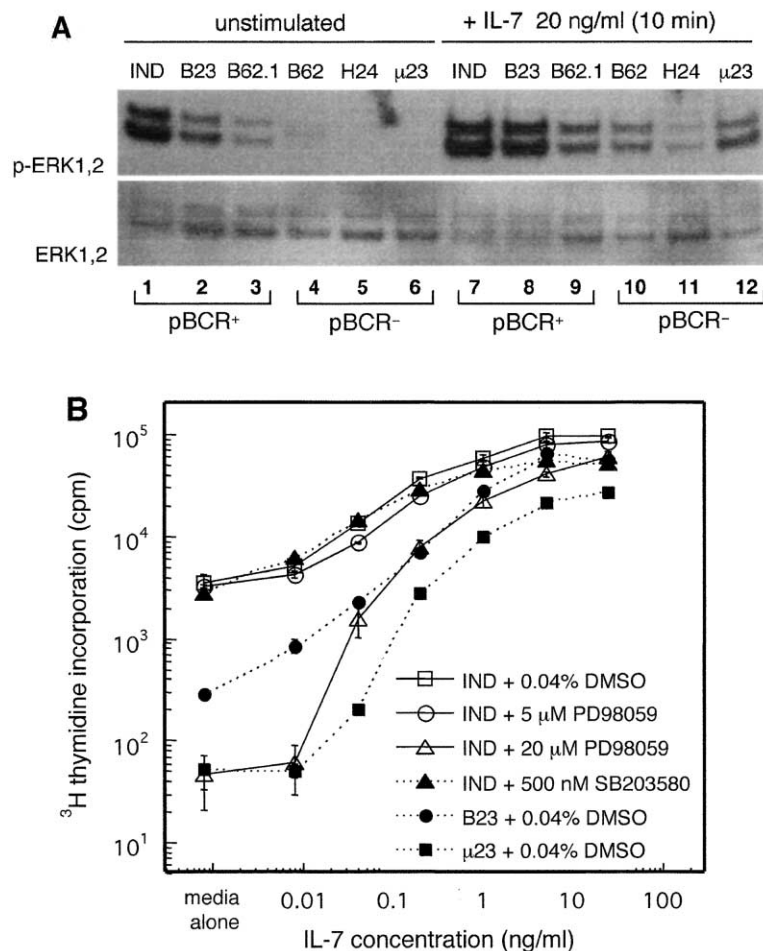 A
unstimulated
+ IL-7 20 ng/ml (10 min)
IND B23 B62.1 B62 H24 μ23 IND B23 B62.1 B62 H24 μ23
p-ERK1,2
ERK1,2
1 2 3 4 5 6 7 8 9 10 11 12
pBCR⁺ pBCR⁻ pBCR⁺ pBCR⁻
B
³H thymidine incorporation (cpm)
10⁵
10⁴
10³
10²
10¹
IND + 0.04% DMSO
IND + 5 μM PD98059
IND + 20 μM PD98059
IND + 500 nM SB203580
B23 + 0.04% DMSO
μ23 + 0.04% DMSO
media alone 0.01 0.1 1 10 100
IL-7 concentration (ng/ml)